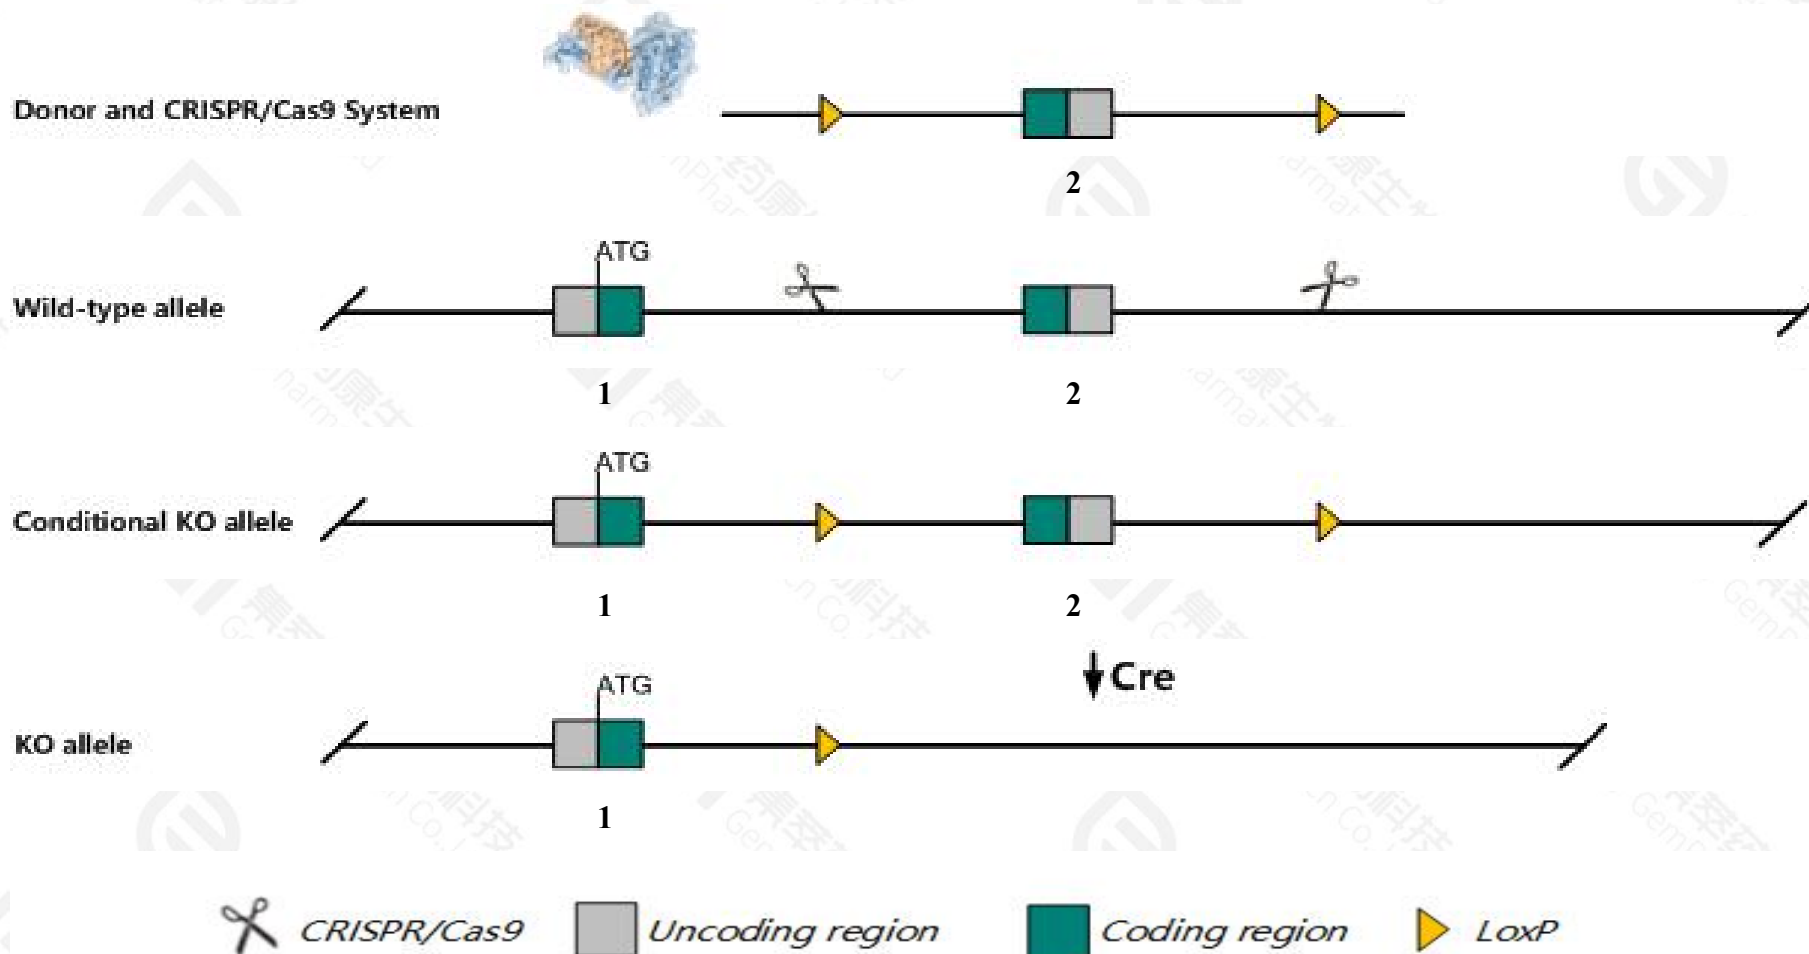 Donor and CRISPR/Cas9 System
2
ATG
Wild-type allele
1 2
ATG
Conditional KO allele
1 2
Cre
ATG
KO allele
1
CRISPR/Cas9 Uncoding region Coding region LoxP